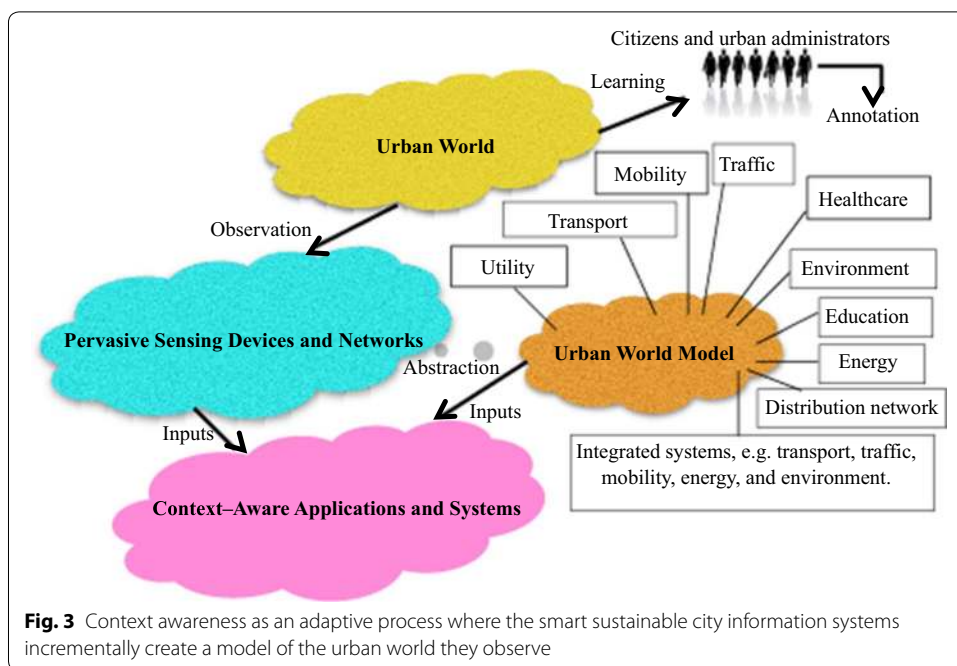 Citizens and urban administrators
Learning
Annotation
Urban World
Mobility
Traffic
Healthcare
Observation
Transport
Utility
Environment
Pervasive Sensing Devices and Networks
Education
Urban World Model
Abstraction
Energy
Inputs
Distribution network
Inputs
Integrated systems, e.g. transport, traffic,
mobility, energy, and environment.
Context–Aware Applications and Systems
Fig. 3 Context awareness as an adaptive process where the smart sustainable city information systems
incrementally create a model of the urban world they observe